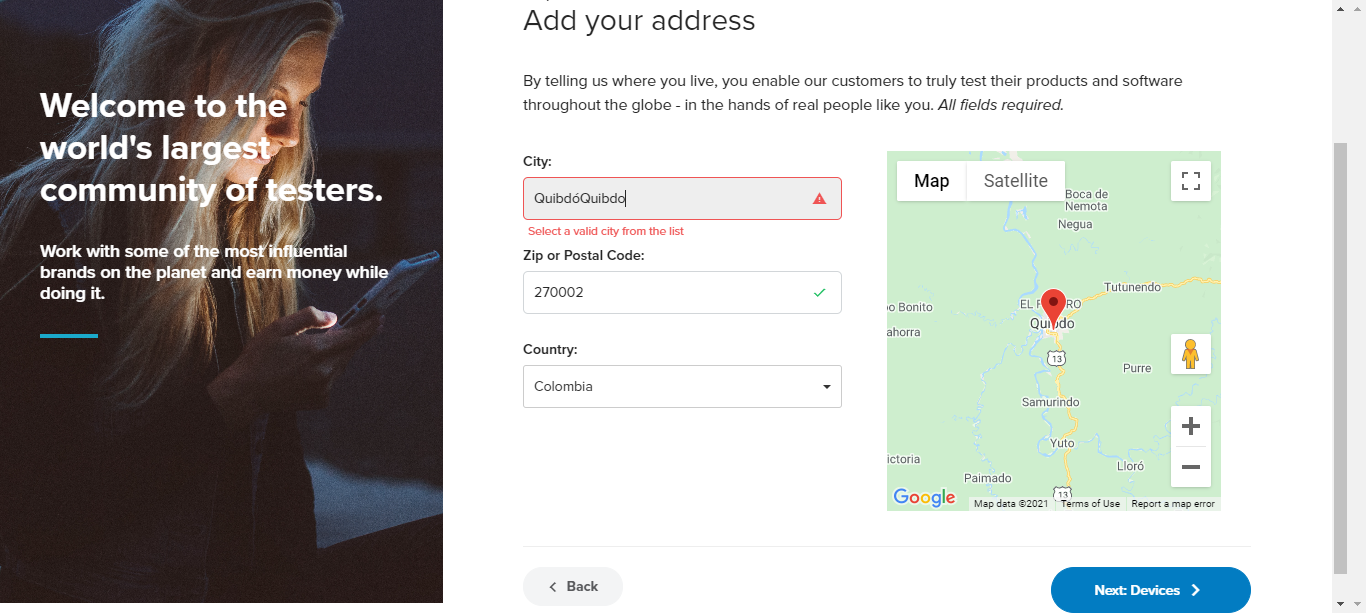 Add your address
Welcome to the
world's largest
community of testers.
Work with some of the most influential
brands on the planet and earn money while
doing it.
By telling us where you live, you enable our customers to truly test their products and software
throughout the globe - in the hands of real people like you. All fields required.
City:
QuibdóQuibdo
Select a valid city from the list
Zip or Postal Code:
270002
Country:
Colombia
Map Satellite
Boca de
Nemota
Negua
Tutunendo
Bonito
Quibdo
13
Purre
Samurindo
Yuto
Lloró
Paimado
13
Google
Map data ©2021 Terms of Use Report a map error
Back
Next: Devices